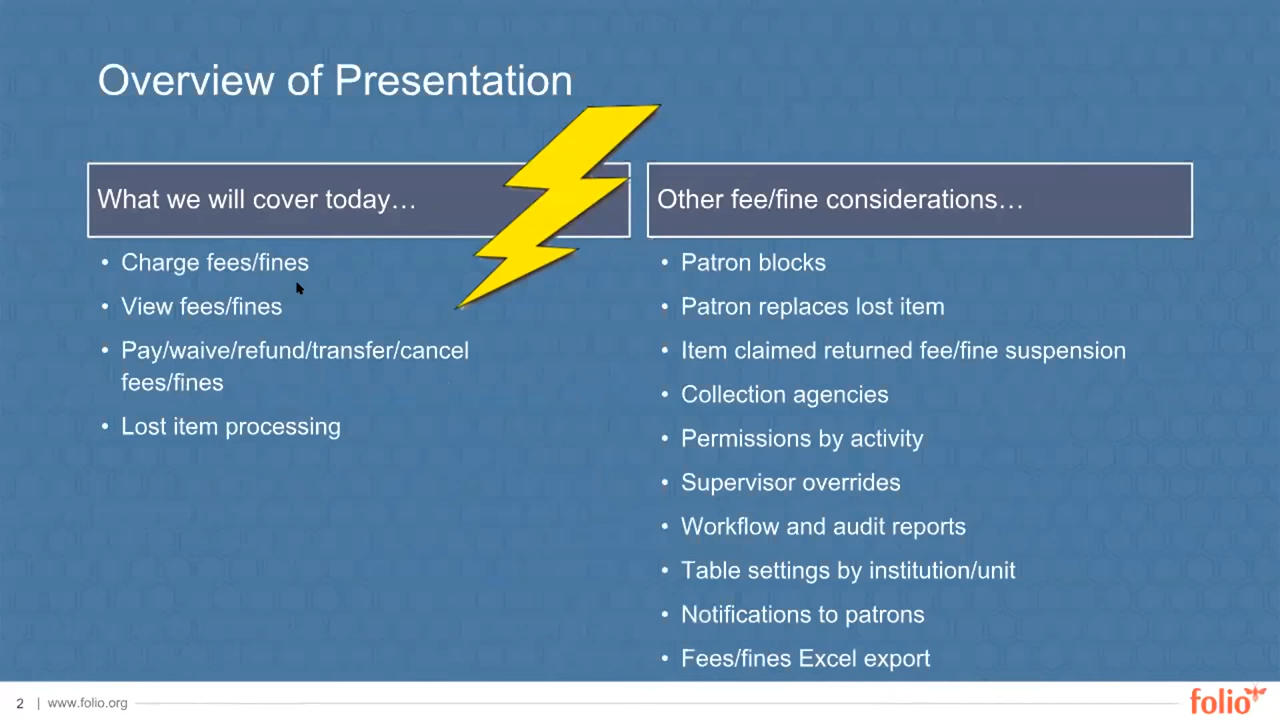 Overview of Presentation
What we will cover today…
• Charge fees/fines
• View fees/fines
• Pay/waive/refund/transfer/cancel
fees/fines
• Lost item processing
Other fee/fine considerations…
• Patron blocks
• Patron replaces lost item
• Item claimed returned fee/fine suspension
• Collection agencies
• Permissions by activity
• Supervisor overrides
• Workflow and audit reports
• Table settings by institution/unit
• Notifications to patrons
• Fees/fines Excel export
2 | www.folio.org
folio